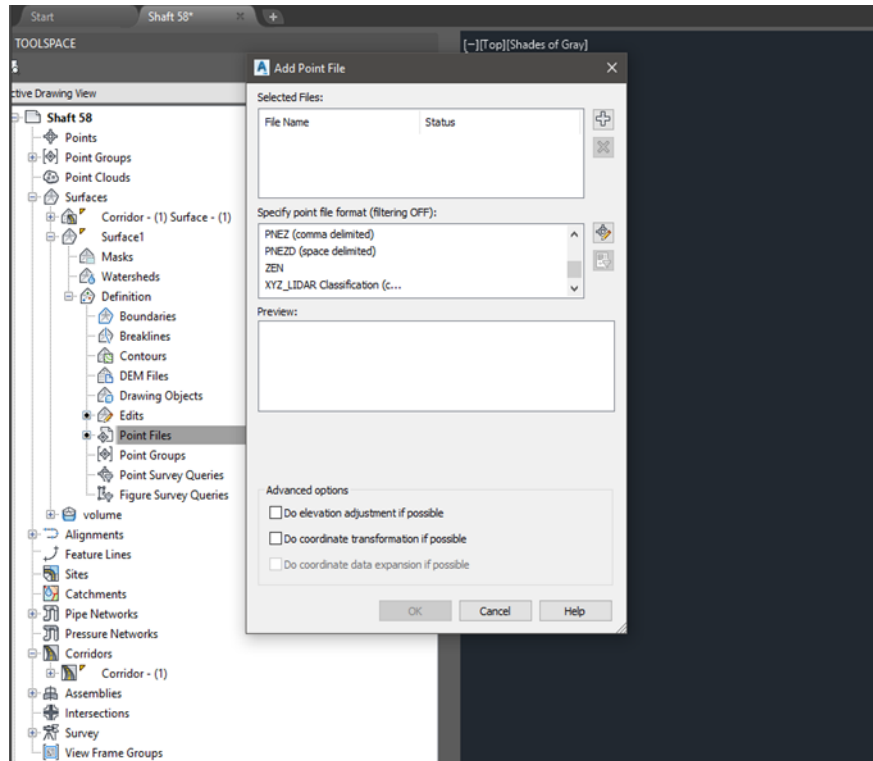 Start
Shaft 58*
TOOLSPACE
[−][Top][Shades of Gray]
ctive Drawing View
Shaft 58
Points
Point Groups
Point Clouds
Surfaces
Corridor - (1) Surface - (1)
Surface1
Masks
Watersheds
Definition
Boundaries
Breaklines
Contours
DEM Files
Drawing Objects
Edits
Point Files
Point Groups
Point Survey Queries
Figure Survey Queries
volume
Alignments
Feature Lines
Sites
Catchments
Pipe Networks
Pressure Networks
Corridors
Corridor - (1)
Assemblies
Intersections
Survey
View Frame Groups
Add Point File
Selected Files:
File Name Status
Specify point file format (filtering OFF):
PNEZ (comma delimited)
PNEZD (space delimited)
ZEN
XYZ_LIDAR Classification (c...
Preview:
Advanced options
Do elevation adjustment if possible
Do coordinate transformation if possible
Do coordinate data expansion if possible
OK Cancel Help